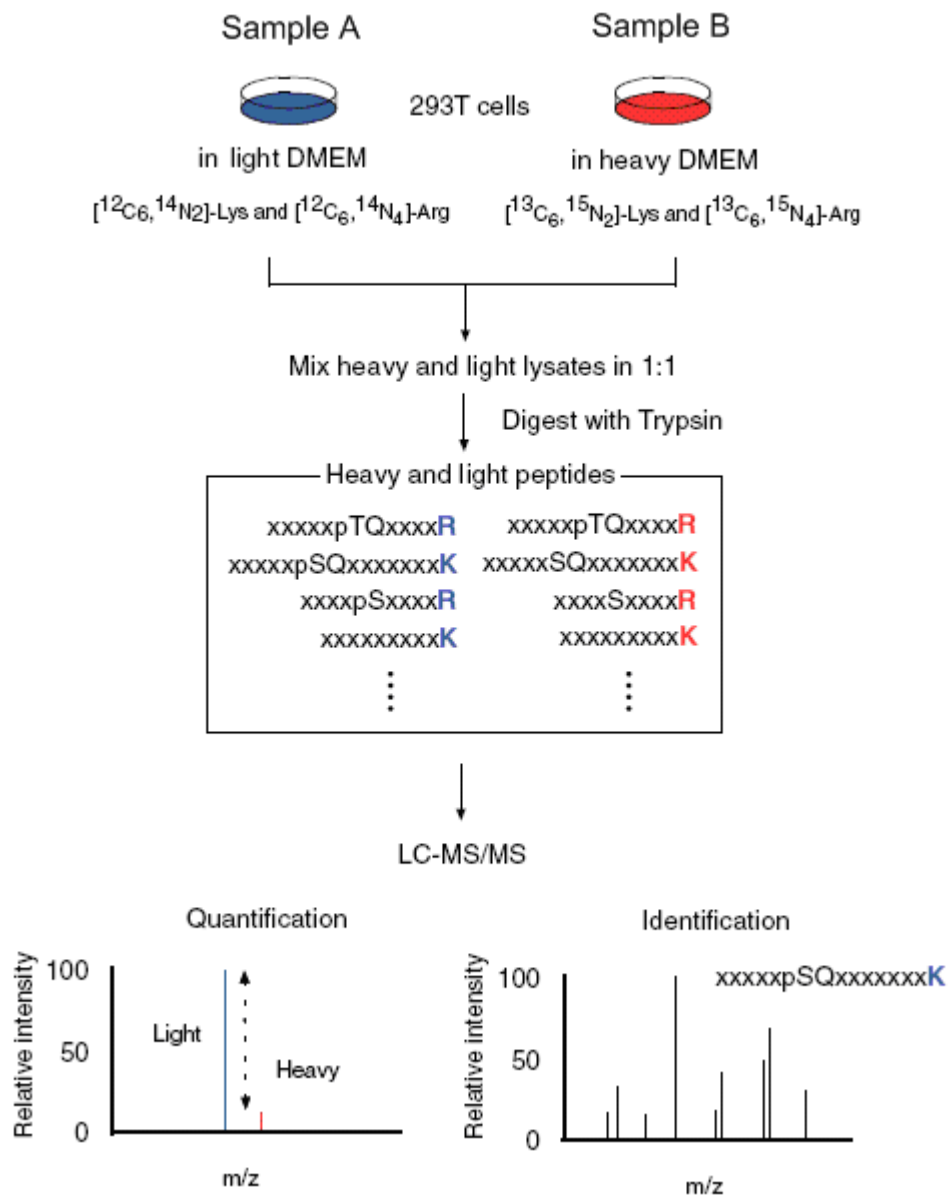 Sample A
Sample B
293T cells
in light DMEM
in heavy DMEM
[¹²C6,¹⁴N2]-Lys and [¹²C₆,¹⁴N₄]-Arg
[¹³C₆,¹⁵N₂]-Lys and [¹³C₆,¹⁵N₄]-Arg
Mix heavy and light lysates in 1:1
Digest with Trypsin
Heavy and light peptides
xxxxxpTQxxxxR
xxxxxpTQxxxxR
xxxxxpSQxxxxxxxK
xxxxxSQxxxxxxxK
xxxxpSxxxxR
xxxxSxxxxR
xxxxxxxxxK
xxxxxxxxxK
LC-MS/MS
Quantification
Relative intensity
100
50
0
Light
Heavy
m/z
Identification
xxxxxpSQxxxxxxxK
Relative intensity
100
50
0
m/z